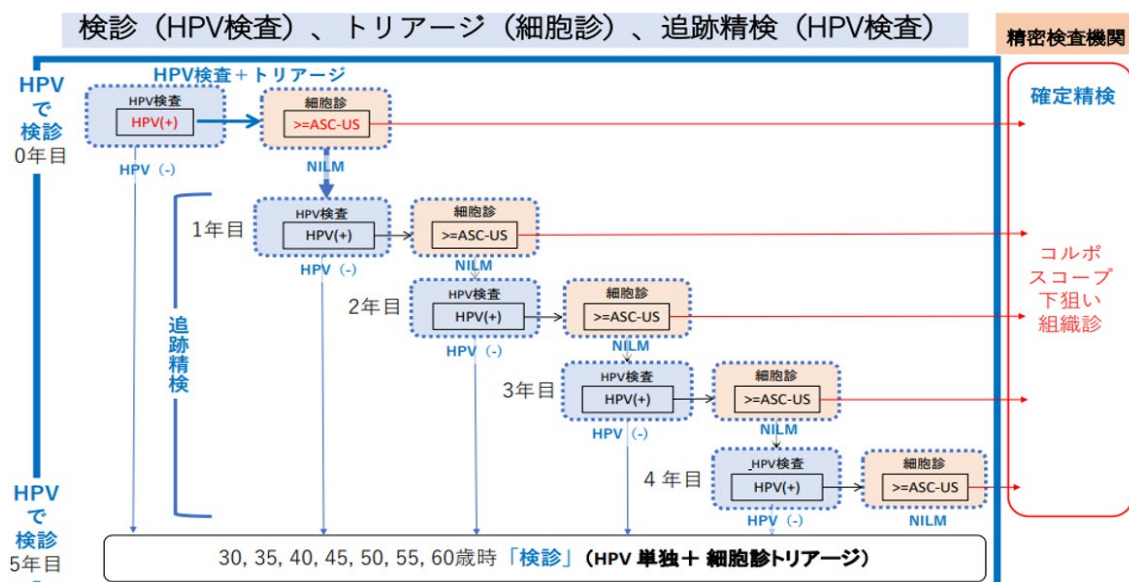 検診（HPV検査）、トリアージ（細胞診）、追跡精検（HPV検査）
精密検査機関
HPV
で
検診
0年目
HPV検査＋トリアージ
HPV検査
HPV(+)
細胞診
>=ASC-US
確定精検
HPV（-）
NILM
1年目
HPV検査
HPV(+)
細胞診
>=ASC-US
HPV（-）
NILM
追跡精検
2年目
HPV検査
HPV(+)
細胞診
>=ASC-US
コルポ
スコープ
下狙い
組織診
HPV（-）
NILM
3年目
HPV検査
HPV(+)
細胞診
>=ASC-US
HPV（-）
NILM
4 年目
HPV検査
HPV(+)
細胞診
>=ASC-US
HPV（-）
NILM
HPV
で
検診
5年目
30, 35, 40, 45, 50, 55, 60歳時「検診」（HPV 単独＋ 細胞診トリアージ）